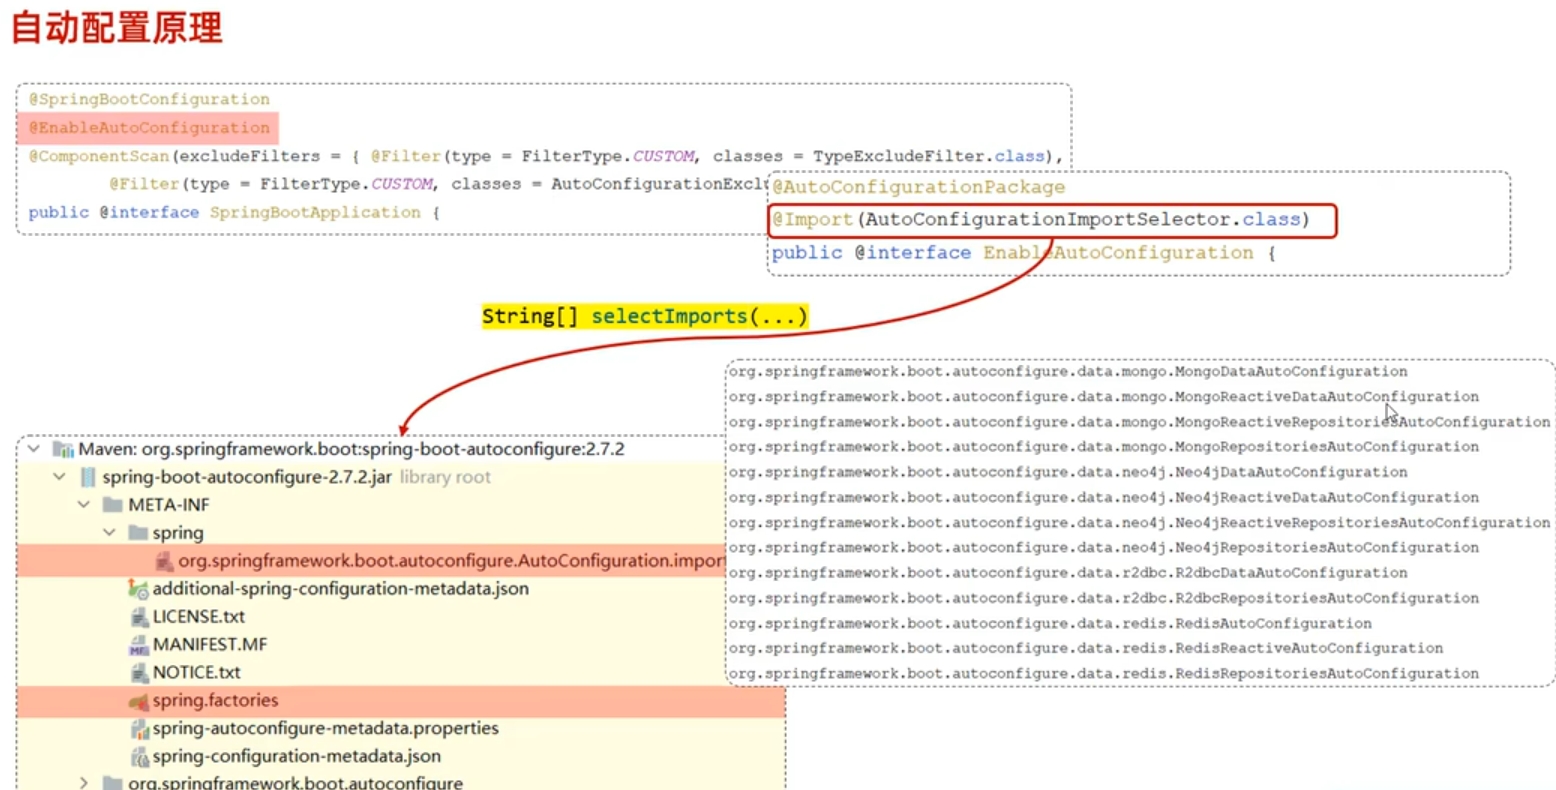 自动配置原理
@SpringBootConfiguration
@EnableAutoConfiguration
@ComponentScan(excludeFilters = { @Filter(type = FilterType.CUSTOM, classes = TypeExcludeFilter.class),
@Filter(type = FilterType.CUSTOM, classes = AutoConfigurationExcl
public @interface SpringBootApplication {
@AutoConfigurationPackage
@Import(AutoConfigurationImportSelector.class)
public @interface EnableAutoConfiguration {
String[] selectImports(...)
Maven: org.springframework.boot:spring-boot-autoconfigure:2.7.2
spring-boot-autoconfigure-2.7.2.jar library root
META-INF
spring
org.springframework.boot.autoconfigure.AutoConfiguration.import
additional-spring-configuration-metadata.json
LICENSE.txt
MANIFEST.MF
NOTICE.txt
spring.factories
spring-autoconfigure-metadata.properties
spring-configuration-metadata.json
org.springframework.boot.autoconfigure
org.springframework.boot.autoconfigure.data.mongo.MongoDataAutoConfiguration
org.springframework.boot.autoconfigure.data.mongo.MongoReactiveDataAutoConfiguration
org.springframework.boot.autoconfigure.data.mongo.MongoReactiveRepositoriesAutoConfiguration
org.springframework.boot.autoconfigure.data.mongo.MongoRepositoriesAutoConfiguration
org.springframework.boot.autoconfigure.data.neo4j.Neo4jDataAutoConfiguration
org.springframework.boot.autoconfigure.data.neo4j.Neo4jReactiveDataAutoConfiguration
org.springframework.boot.autoconfigure.data.neo4j.Neo4jReactiveRepositoriesAutoConfiguration
org.springframework.boot.autoconfigure.data.neo4j.Neo4jRepositoriesAutoConfiguration
org.springframework.boot.autoconfigure.data.r2dbc.R2dbcDataAutoConfiguration
org.springframework.boot.autoconfigure.data.r2dbc.R2dbcRepositoriesAutoConfiguration
org.springframework.boot.autoconfigure.data.redis.RedisAutoConfiguration
org.springframework.boot.autoconfigure.data.redis.RedisReactiveAutoConfiguration
org.springframework.boot.autoconfigure.data.redis.RedisRepositoriesAutoConfiguration